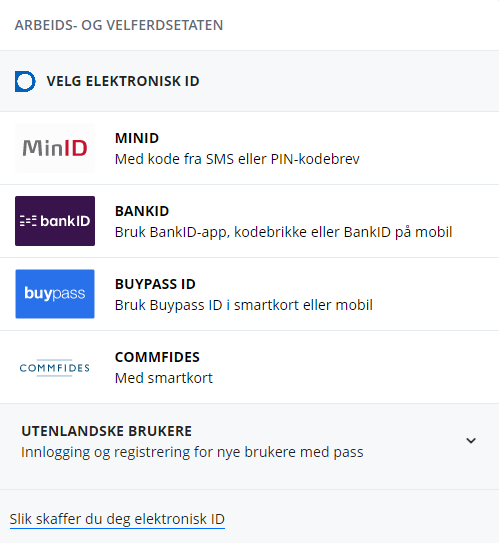 ARBEIDS- OG VELFERDSETATEN
VELG ELEKTRONISK ID
MinID
MINID
Med kode fra SMS eller PIN-kodebrev
bankID
BANKID
Bruk BankID-app, kodebrikke eller BankID på mobil
buypass
BUYPASS ID
Bruk Buypass ID i smartkort eller mobil
COMMFIDES
COMMFIDES
Med smartkort
UTENLANDSKE BRUKERE
Innlogging og registrering for nye brukere med pass
Slik skaffer du deg elektronisk ID